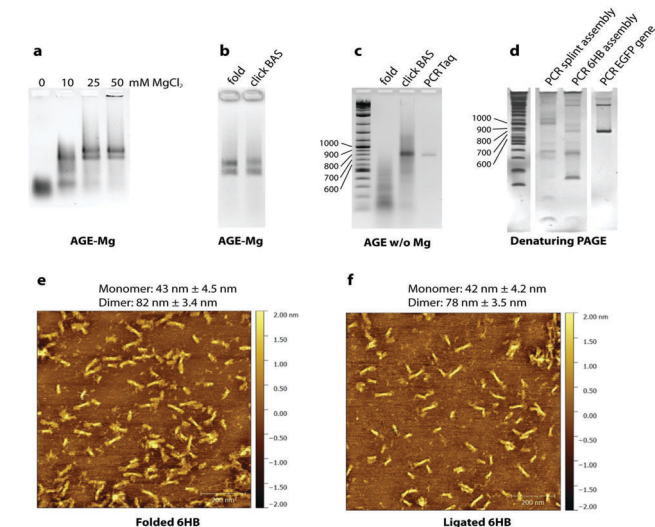 a
0 10 25 50 mM MgCl₂
AGE-Mg
b
fold
click BAS
AGE-Mg
c
fold
click BAS
PCR Taq
1000
900
800
700
600
AGE w/o Mg
d
PCR splint assembly
PCR 6HB assembly
PCR EGFP gene
1000
900
800
700
600
Denaturing PAGE
e
Monomer: 43 nm ± 4.5 nm
Dimer: 82 nm ± 3.4 nm
2.00 nm
1.50
1.00
0.50
0.00
−0.50
−1.00
−1.50
−2.00
200 nm
Folded 6HB
f
Monomer: 42 nm ± 4.2 nm
Dimer: 78 nm ± 3.5 nm
2.00 nm
1.50
1.00
0.50
0.00
−0.50
−1.00
−1.50
−2.00
200 nm
Ligated 6HB